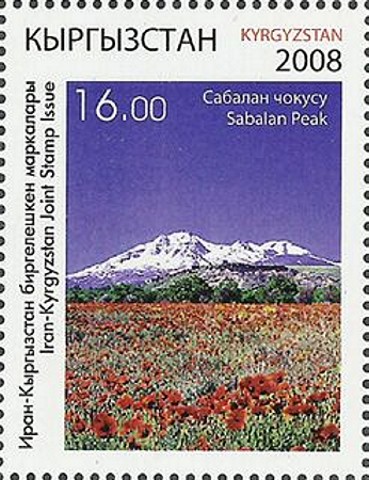 КЫРГЫЗСТАН
KYRGYZSTAN
2008
16.00
Сабалан чокусу
Sabalan Peak
Иран-Кыргызстан биргелешкен маркалары
Iran-Kyrgyzstan Joint Stamp Issue